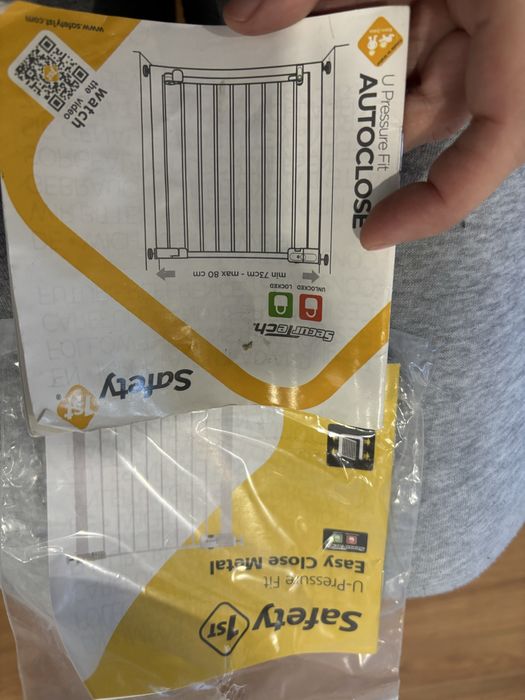 Safety
1st.
SecurTech.
UNLOCKED LOCKED
min 73cm - max 80 cm
U Pressure Fit
AUTOCLOSE
watch
the video
www.safety1st.com
Safety 1ST
U-Pressure Fit
Easy Close Metal